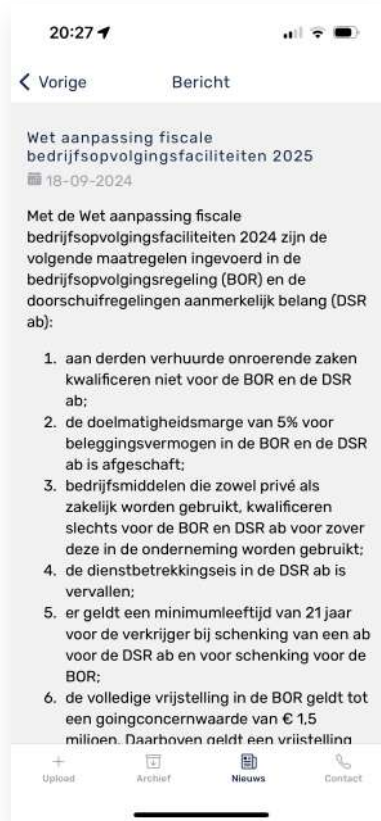 20:27
Vorige
Bericht
Wet aanpassing fiscale
bedrijfsopvolgingsfaciliteiten 2025
18-09-2024
Met de Wet aanpassing fiscale
bedrijfsopvolgingsfaciliteiten 2024 zijn de
volgende maatregelen ingevoerd in de
bedrijfsopvolgingsregeling (BOR) en de
doorschuifregelingen aanmerkelijk belang (DSR
ab):
1. aan derden verhuurde onroerende zaken
kwalificeren niet voor de BOR en de DSR
ab;
2. de doelmatigheidsmarge van 5% voor
beleggingsvermogen in de BOR en de DSR
ab is afgeschaft;
3. bedrijfsmiddelen die zowel privé als
zakelijk worden gebruikt, kwalificeren
slechts voor de BOR en DSR ab voor zover
deze in de onderneming worden gebruikt;
4. de dienstbetrekkingseis in de DSR ab is
vervallen;
5. er geldt een minimumleeftijd van 21 jaar
voor de verkrijger bij schenking van een ab
voor de DSR ab en voor schenking voor de
BOR;
6. de volledige vrijstelling in de BOR geldt tot
een goingconcernwaarde van € 1,5
miljoen. Daarboven geldt een vrijstelling
Upload
Archief
Nieuws
Contact